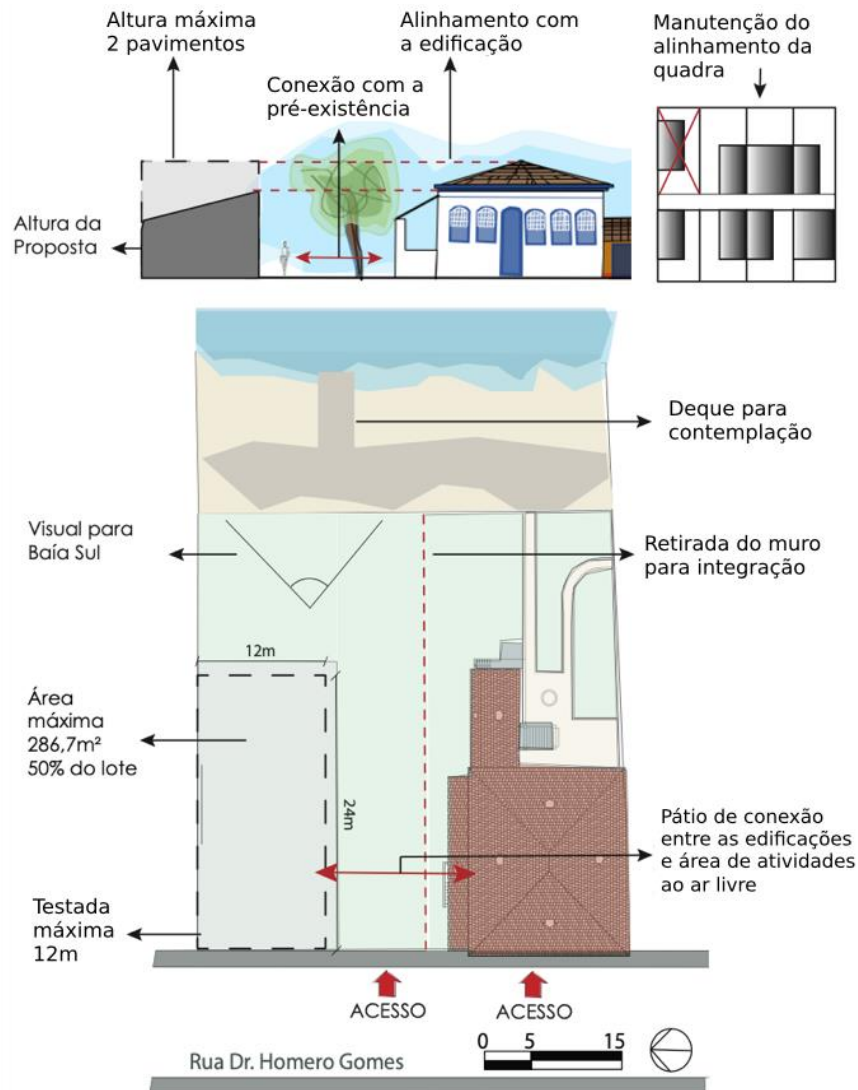 Altura máxima
2 pavimentos
Alinhamento com
a edificação
Manutenção do
alinhamento da
quadra
Conexão com a
pré-existência
Altura da
Proposta
Deque para
contemplação
Visual para
Baía Sul
Retirada do muro
para integração
12m
Área
máxima
286,7m²
50% do lote
24m
Pátio de conexão
entre as edificações
e área de atividades
ao ar livre
Testada
máxima
12m
ACESSO
ACESSO
Rua Dr. Homero Gomes
0 5 15